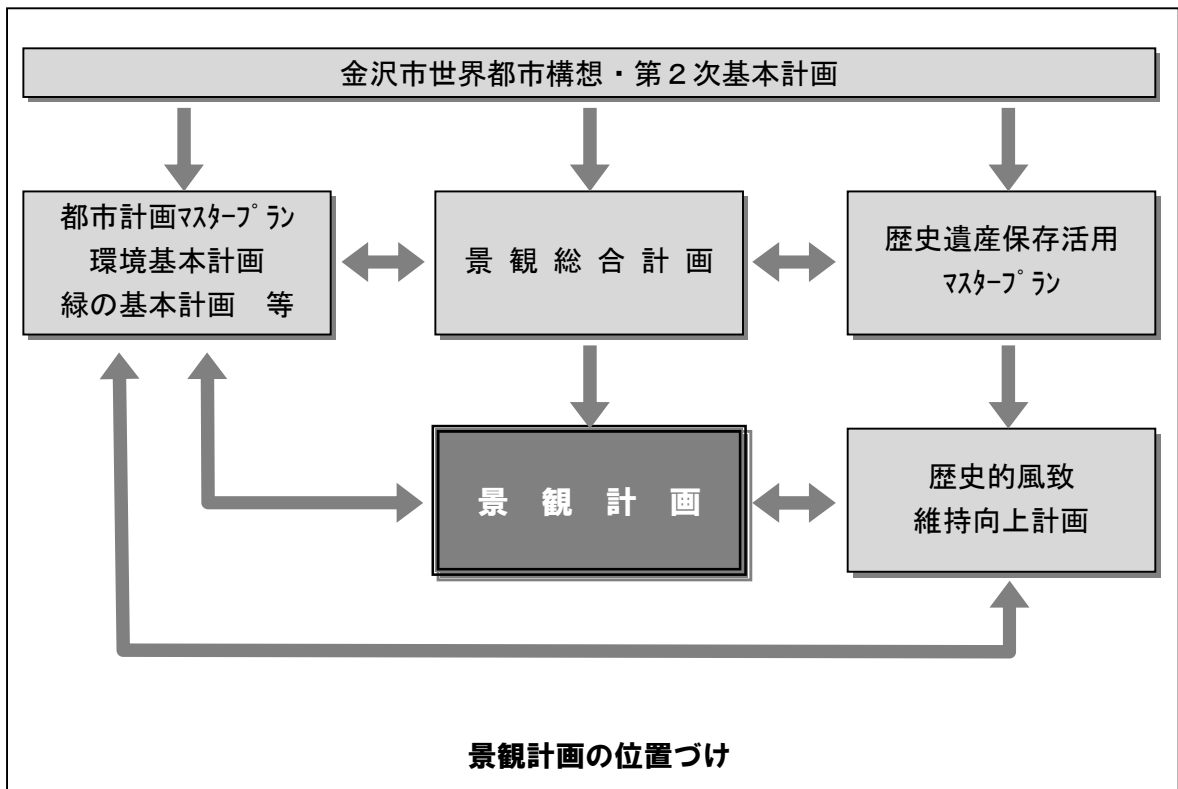 金沢市世界都市構想・第２次基本計画
都市計画ﾏｽﾀｰﾌﾟﾗﾝ
環境基本計画
緑の基本計画　等
景 観 総 合 計 画
歴史遺産保存活用
ﾏｽﾀｰﾌﾟﾗﾝ
景　観　計　画
歴史的風致
維持向上計画
景観計画の位置づけ